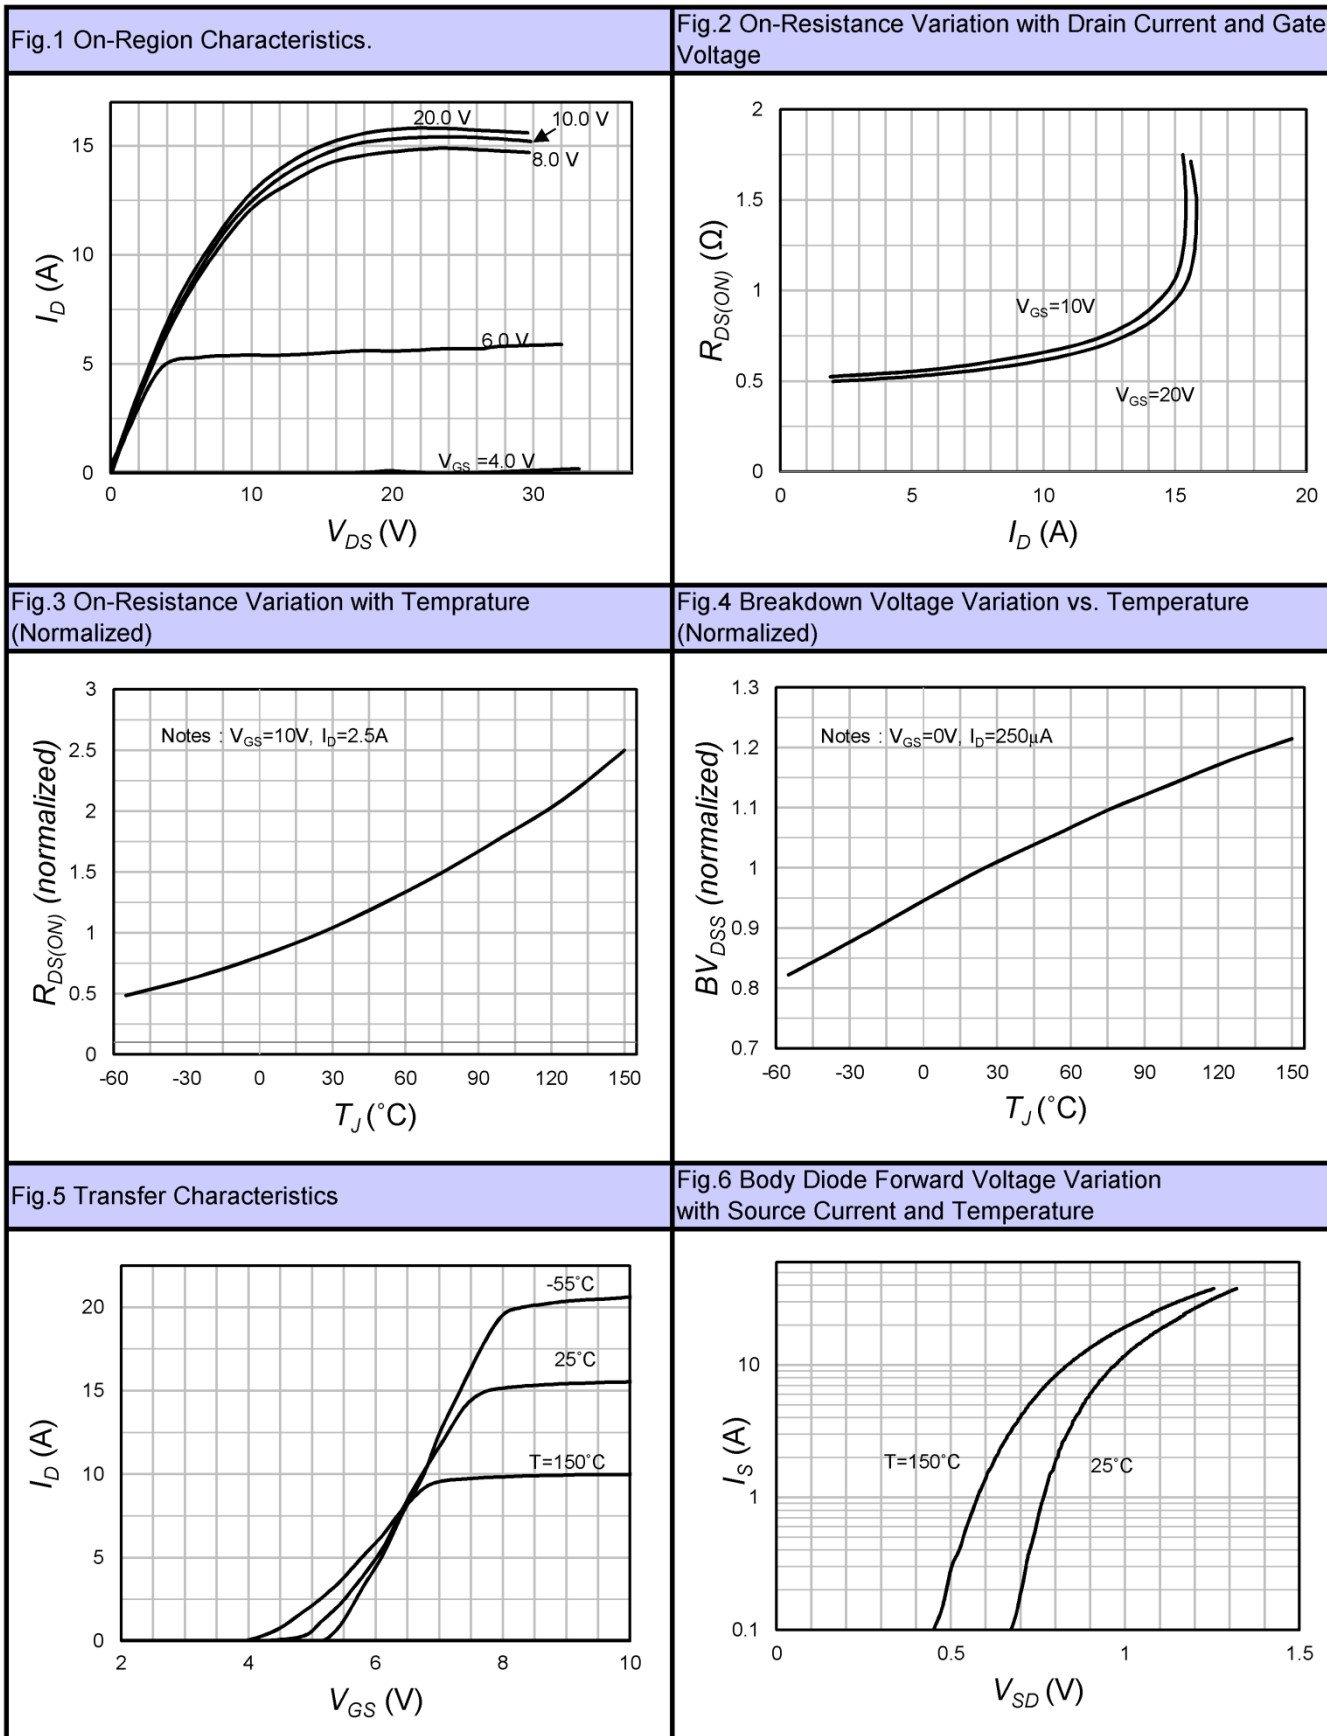 Fig.1 On-Region Characteristics.
Fig.2 On-Resistance Variation with Drain Current and Gate
Voltage
20.0 V
10.0 V
8.0 V
6.0 V
V_GS =4.0 V
15
10
5
0
0 10 20 30
I_D (A)
V_DS (V)
2
1.5
1
0.5
0
0 5 10 15 20
V_GS=10V
V_GS=20V
R_DS(ON) (Ω)
I_D (A)
Fig.3 On-Resistance Variation with Temprature
(Normalized)
Fig.4 Breakdown Voltage Variation vs. Temperature
(Normalized)
Notes : V_GS=10V, I_D=2.5A
3
2.5
2
1.5
1
0.5
0
-60 -30 0 30 60 90 120 150
R_DS(ON) (normalized)
T_J (˚C)
Notes : V_GS=0V, I_D=250µA
1.3
1.2
1.1
1
0.9
0.8
0.7
-60 -30 0 30 60 90 120 150
BV_DSS (normalized)
T_J (˚C)
Fig.5 Transfer Characteristics
Fig.6 Body Diode Forward Voltage Variation
with Source Current and Temperature
-55˚C
25˚C
T=150˚C
20
15
10
5
0
2 4 6 8 10
I_D (A)
V_GS (V)
T=150˚C
25˚C
10
1
0.1
0 0.5 1 1.5
I_S (A)
V_SD (V)